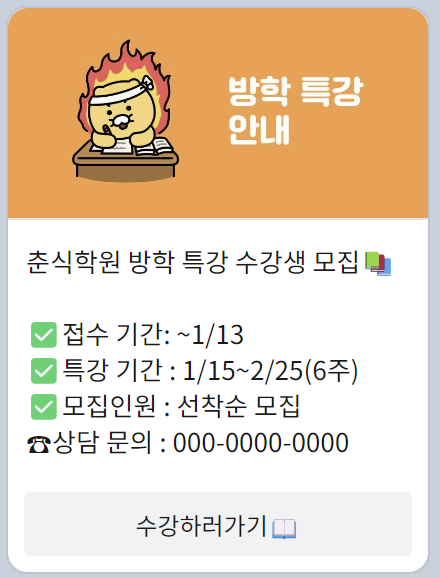 방학 특강
안내
춘식학원 방학 특강 수강생 모집📚
✅ 접수 기간: ~1/13
✅ 특강 기간 : 1/15~2/25(6주)
✅ 모집인원 : 선착순 모집
☎상담 문의 : 000-0000-0000
수강하러가기📖